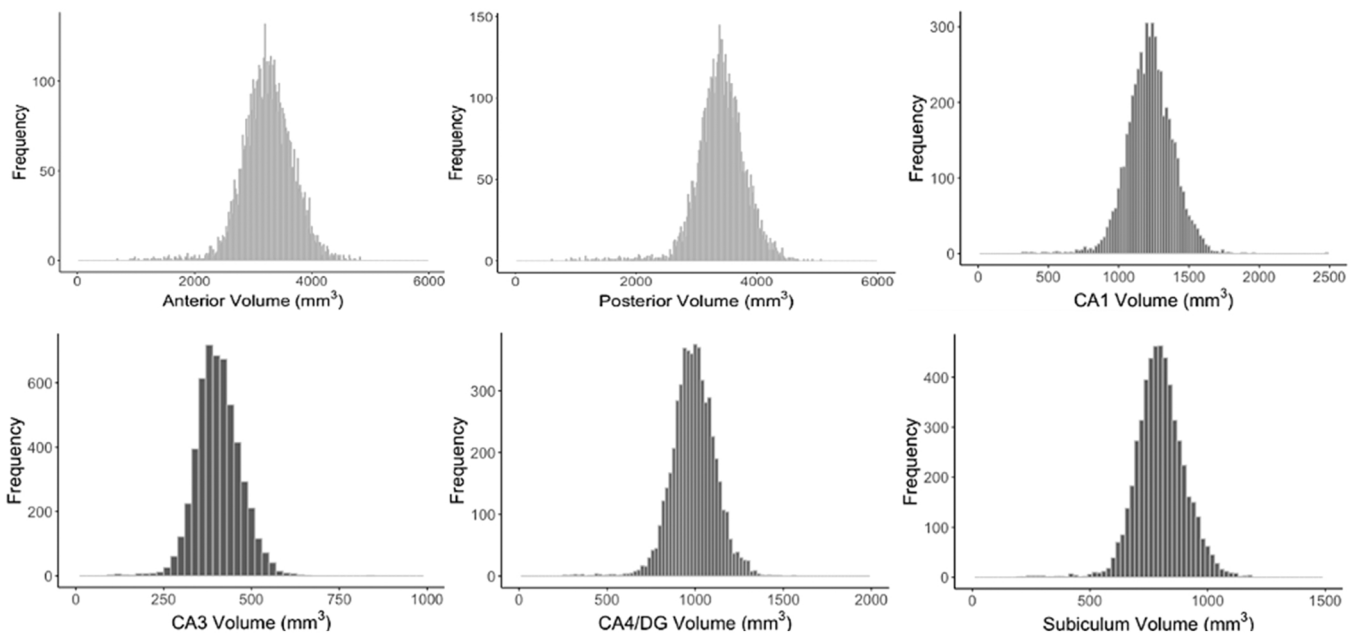 Frequency
100
50
0
0 2000 4000 6000
Anterior Volume (mm³)
Frequency
150
100
50
0
0 2000 4000 6000
Posterior Volume (mm³)
Frequency
300
200
100
0
0 500 1000 1500 2000 2500
CA1 Volume (mm³)
Frequency
600
400
200
0
0 250 500 750 1000
CA3 Volume (mm³)
Frequency
300
200
100
0
0 500 1000 1500 2000
CA4/DG Volume (mm³)
Frequency
400
300
200
100
0
0 500 1000 1500
Subiculum Volume (mm³)